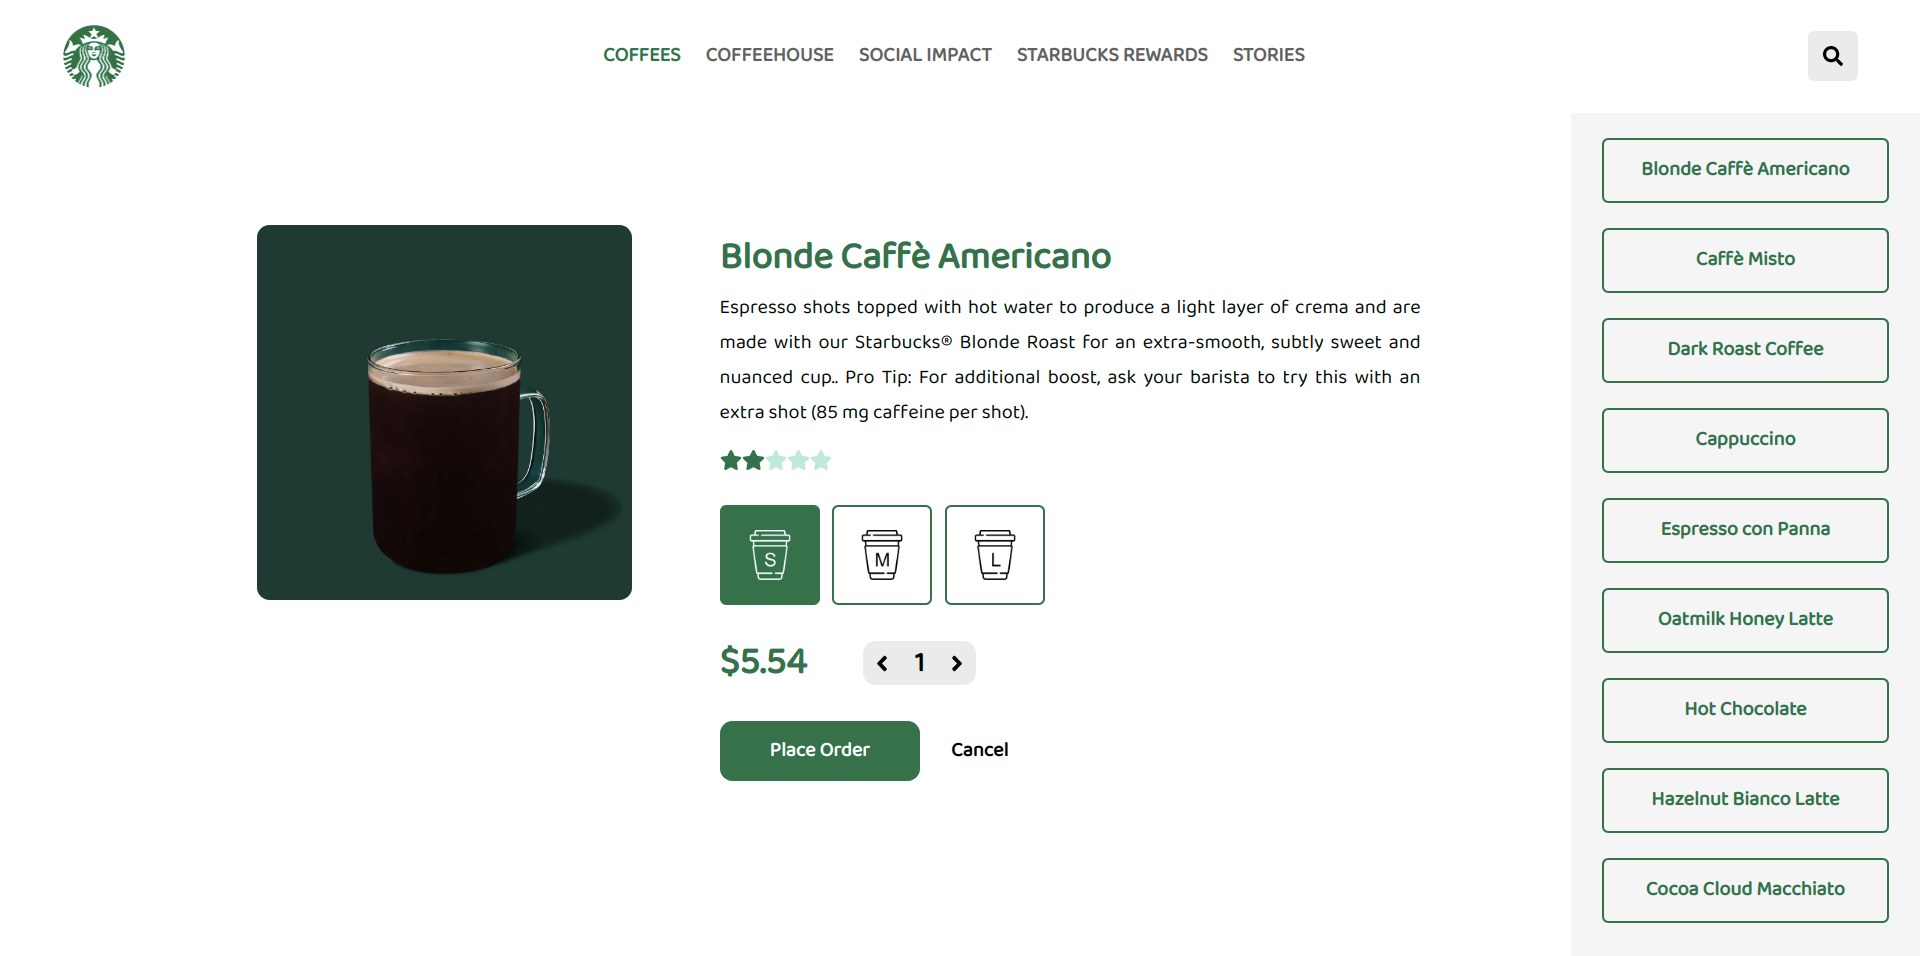 COFFEES COFFEEHOUSE SOCIAL IMPACT STARBUCKS REWARDS STORIES
Blonde Caffè Americano
Espresso shots topped with hot water to produce a light layer of crema and are
made with our Starbucks® Blonde Roast for an extra-smooth, subtly sweet and
nuanced cup.. Pro Tip: For additional boost, ask your barista to try this with an
extra shot (85 mg caffeine per shot).
S M L
$5.54 1
Place Order Cancel
Blonde Caffè Americano
Caffè Misto
Dark Roast Coffee
Cappuccino
Espresso con Panna
Oatmilk Honey Latte
Hot Chocolate
Hazelnut Bianco Latte
Cocoa Cloud Macchiato